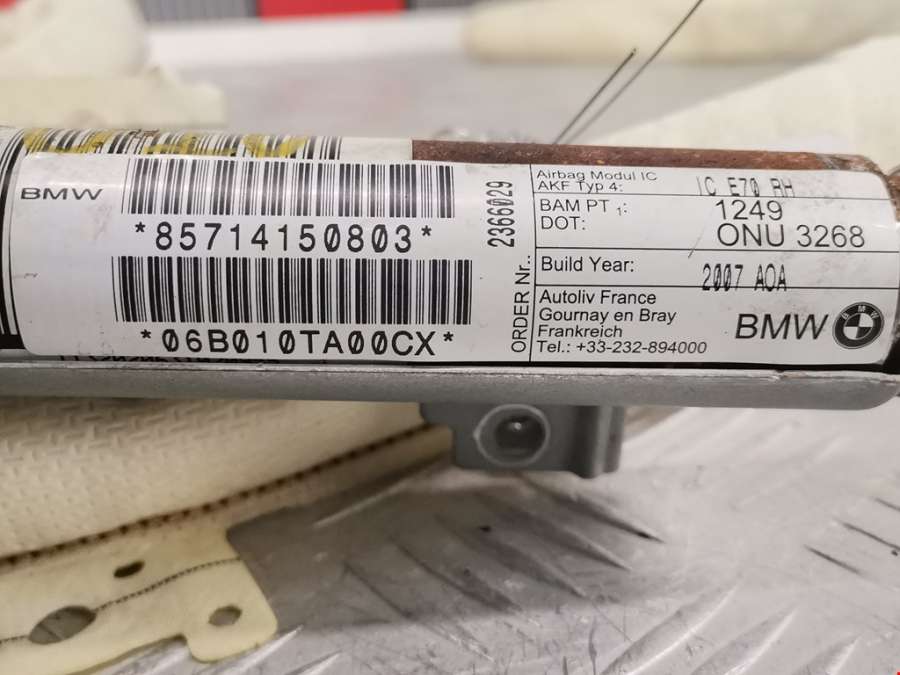 BMW
*85714150803*
*06B010TA00CX*
ORDER Nr.: 2366029
Airbag Modul IC
AKF Typ 4: IC E70 RH
BAM PT 1: 1249
DOT: ONU 3268
Build Year: 2007 AOA
Autoliv France
Gournay en Bray
Frankreich
Tel.: +33-232-894000
BMW